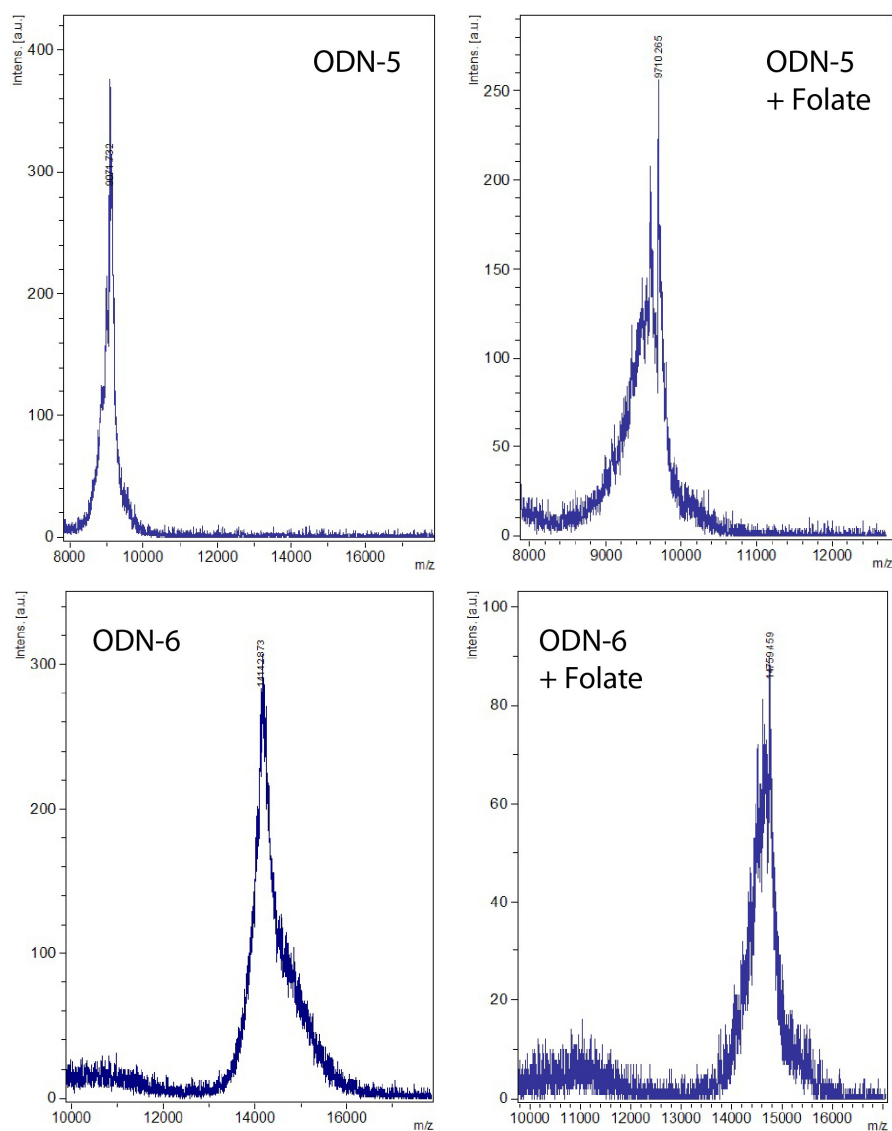 Intens. [a.u.]
ODN-5
9071.732
400
300
200
100
0
8000 10000 12000 14000 16000
m/z
Intens. [a.u.]
ODN-5
+ Folate
9710.265
250
200
150
100
50
0
8000 9000 10000 11000 12000
m/z
Intens. [a.u.]
ODN-6
14142.873
300
200
100
0
10000 12000 14000 16000
m/z
Intens. [a.u.]
ODN-6
+ Folate
14759.459
100
80
60
40
20
0
10000 11000 12000 13000 14000 15000 16000
m/z